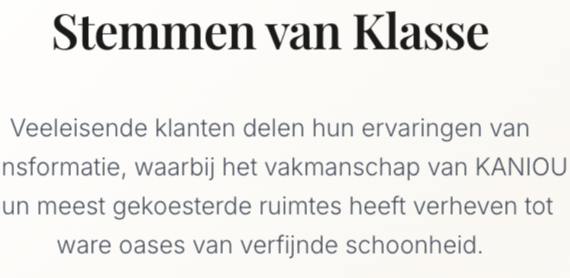 Stemmen van Klasse
Veeleisende klanten delen hun ervaringen van
nsformatie, waarbij het vakmanschap van KANIOU
un meest gekoesterde ruimtes heeft verheven tot
ware oases van verfijnde schoonheid.